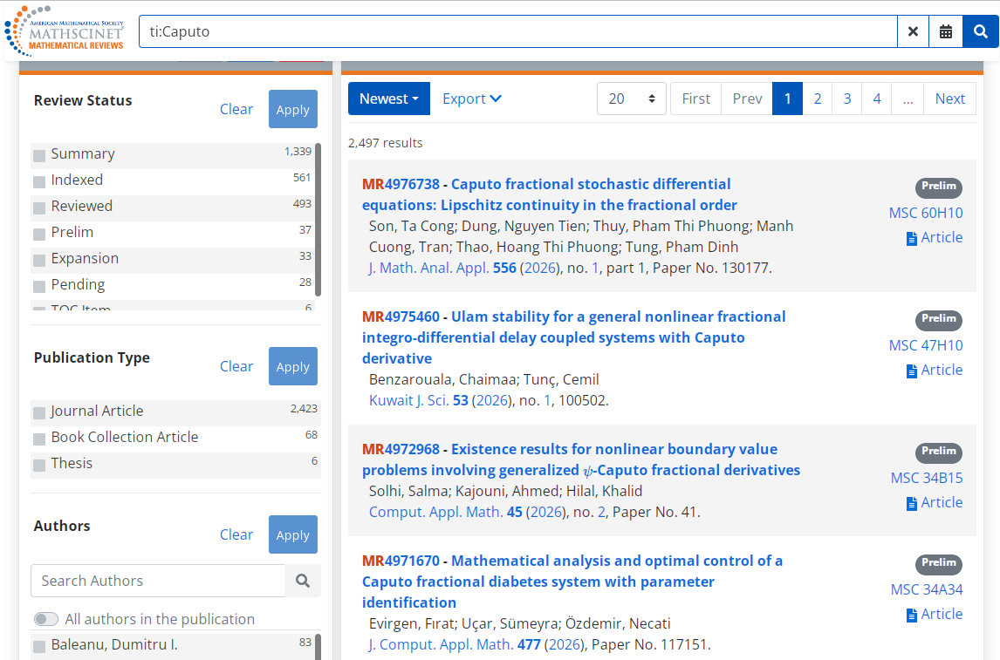 AMERICAN MATHEMATICAL SOCIETY
MATHSCINET
MATHEMATICAL REVIEWS
ti:Caputo
Review Status
Clear
Apply
Summary 1,339
Indexed 561
Reviewed 493
Prelim 37
Expansion 33
Pending 28
TOC Item 6
Publication Type
Clear
Apply
Journal Article 2,423
Book Collection Article 68
Thesis 6
Authors
Clear
Apply
Search Authors
All authors in the publication
Baleanu, Dumitru I. 83
Newest
Export
20
First Prev 1 2 3 4 ... Next
2,497 results
MR4976738 - Caputo fractional stochastic differential
equations: Lipschitz continuity in the fractional order
Son, Ta Cong; Dung, Nguyen Tien; Thuy, Pham Thi Phuong; Manh
Cuong, Tran; Thao, Hoang Thi Phuong; Tung, Pham Dinh
J. Math. Anal. Appl. 556 (2026), no. 1, part 1, Paper No. 130177.
Prelim
MSC 60H10
Article
MR4975460 - Ulam stability for a general nonlinear fractional
integro-differential delay coupled systems with Caputo
derivative
Benzarouala, Chaimaa; Tunç, Cemil
Kuwait J. Sci. 53 (2026), no. 1, 100502.
Prelim
MSC 47H10
Article
MR4972968 - Existence results for nonlinear boundary value
problems involving generalized ψ-Caputo fractional derivatives
Solhi, Salma; Kajouni, Ahmed; Hilal, Khalid
Comput. Appl. Math. 45 (2026), no. 2, Paper No. 41.
Prelim
MSC 34B15
Article
MR4971670 - Mathematical analysis and optimal control of a
Caputo fractional diabetes system with parameter
identification
Evirgen, Fırat; Uçar, Sümeyra; Özdemir, Necati
J. Comput. Appl. Math. 477 (2026), Paper No. 117151.
Prelim
MSC 34A34
Article